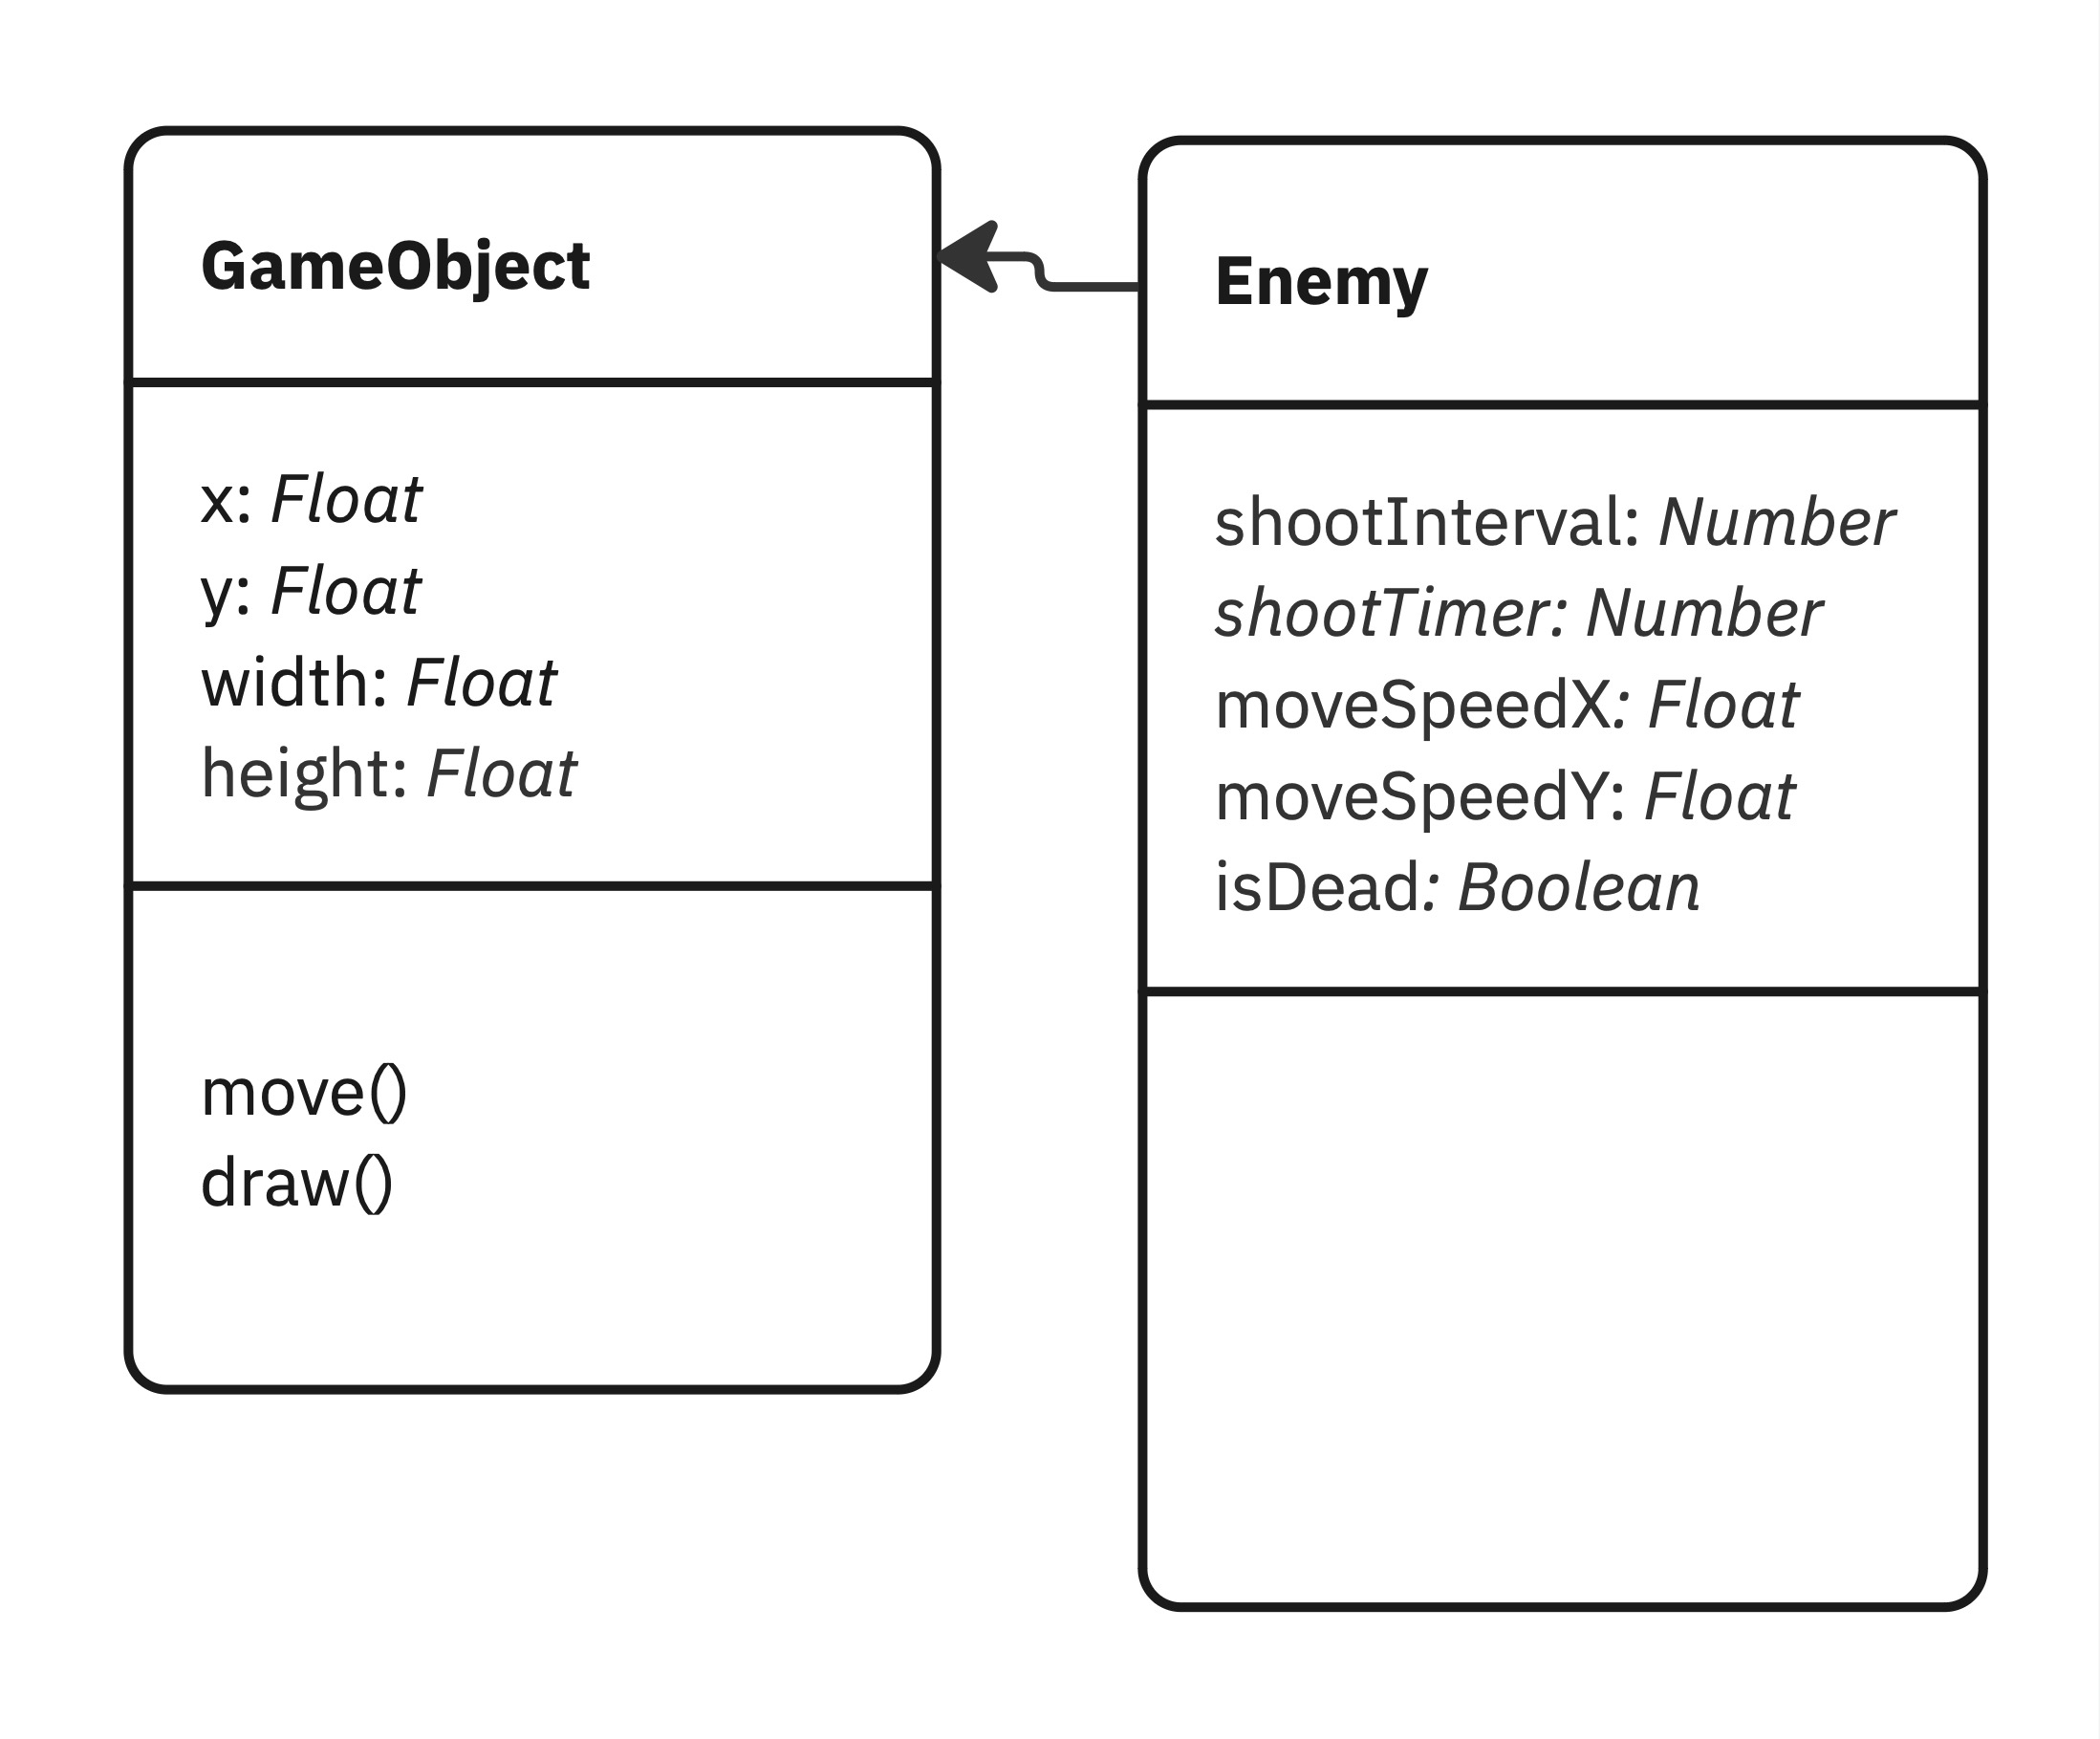 GameObject
x: Float
y: Float
width: Float
height: Float
move()
draw()
Enemy
shootInterval: Number
shootTimer: Number
moveSpeedX: Float
moveSpeedY: Float
isDead: Boolean